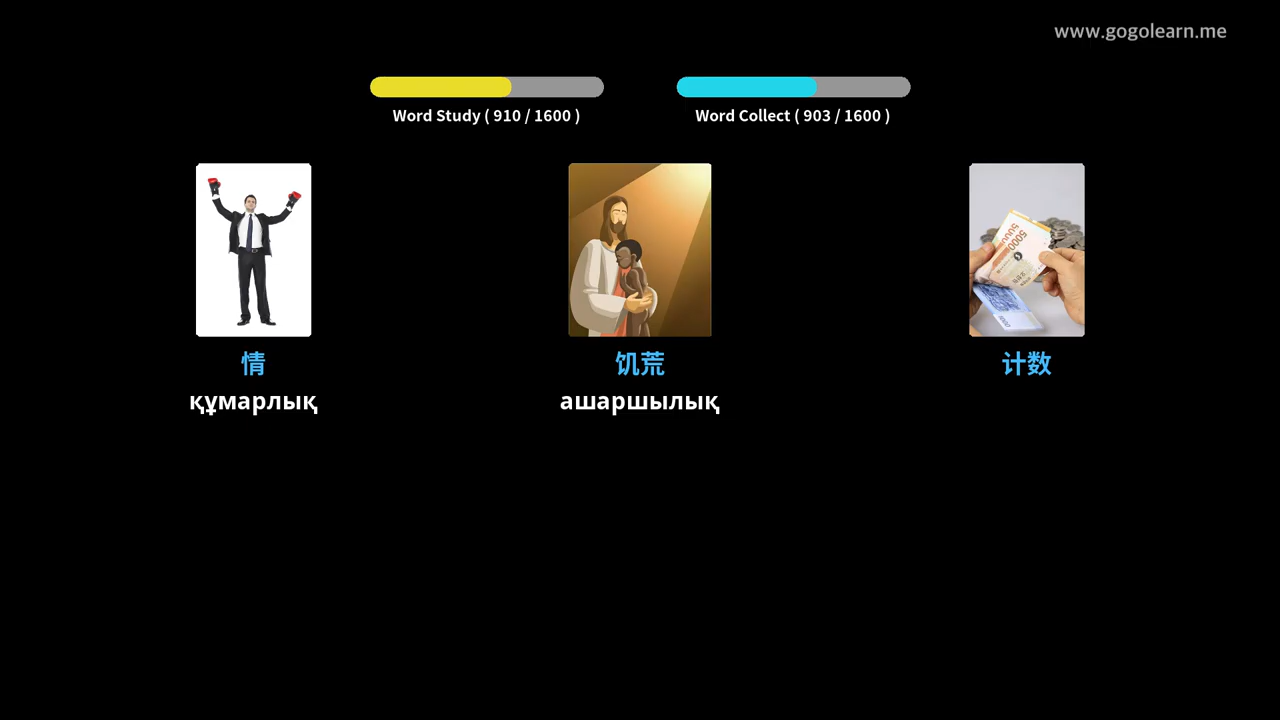 www.gogolearn.me
Word Study ( 910 / 1600 )
Word Collect ( 903 / 1600 )
情
饥荒
计数
құмарлық
ашаршылық